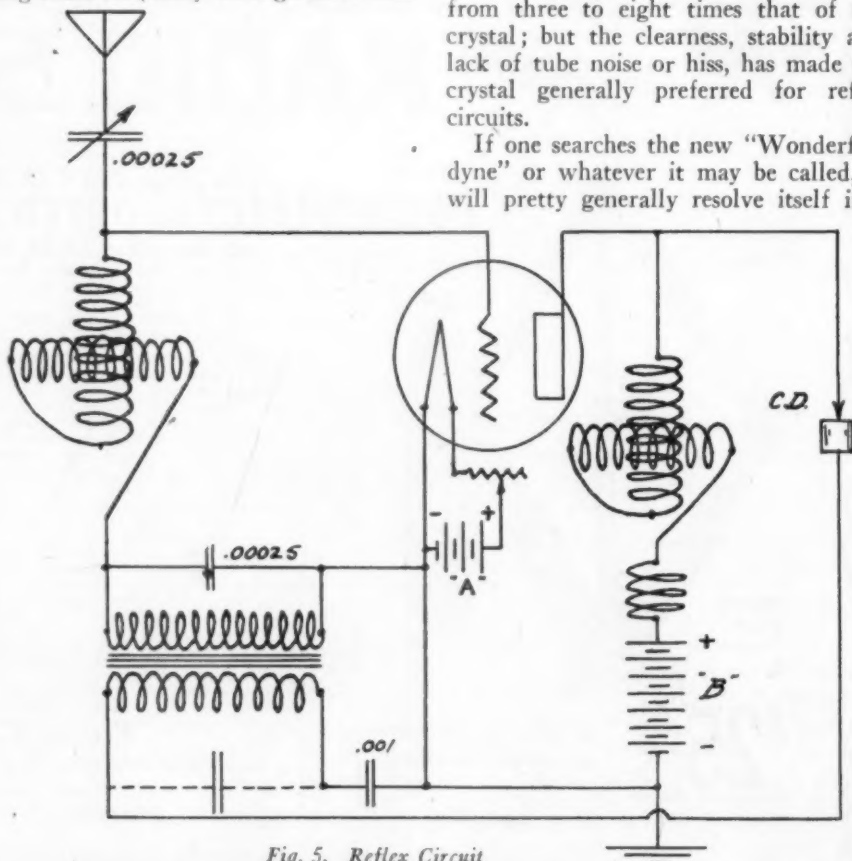 from three to eight times that of
crystal; but the clearness, stability a
lack of tube noise or hiss, has made
crystal generally preferred for ref
circuits.
If one searches the new “Wonderf
dyne” or whatever it may be called
will pretty generally resolve itself i
.00025
C.D.
- +
"A"
.00025
+
"B"
-
.001
Fig. 5. Reflex Circuit